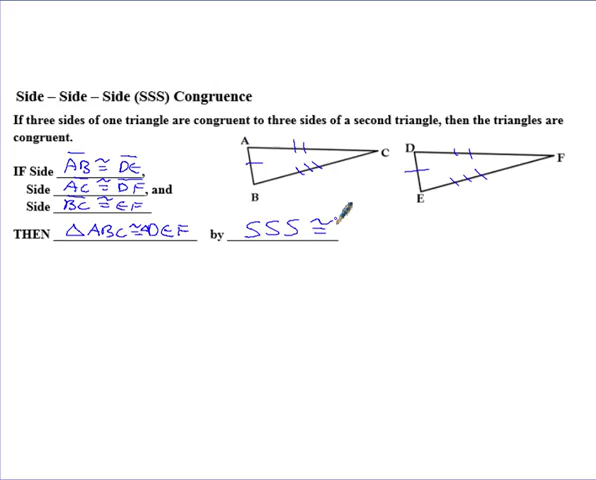 Side – Side – Side (SSS) Congruence
If three sides of one triangle are congruent to three sides of a second triangle, then the triangles are
congruent.
A
C
B
D
F
E
IF Side AB ≅ DE,
Side AC ≅ DF, and
Side BC ≅ EF
THEN △ABC≅△DEF by SSS ≅